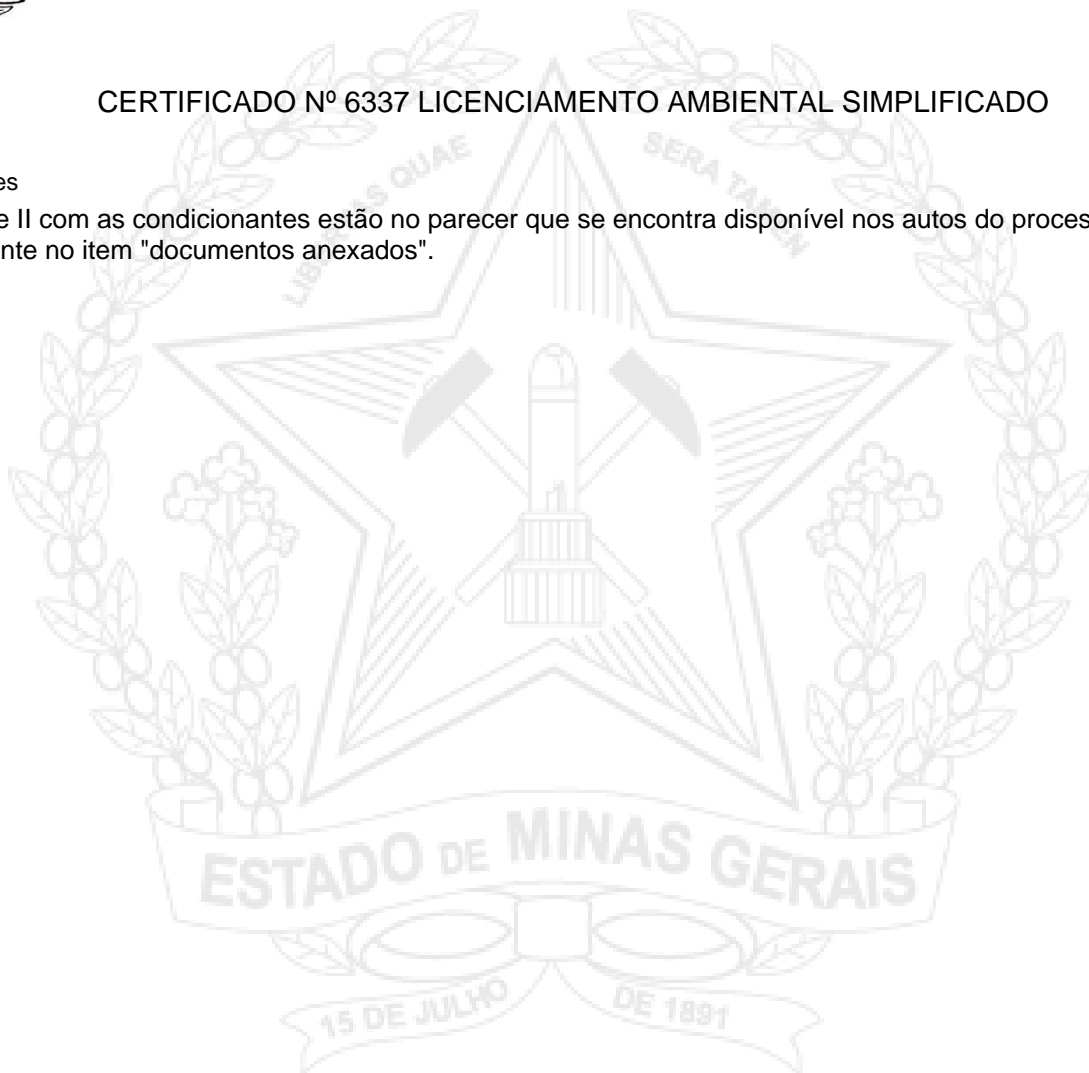 CERTIFICADO Nº 6337 LICENCIAMENTO AMBIENTAL SIMPLIFICADO
es
e II com as condicionantes estão no parecer que se encontra disponível nos autos do proces
nte no item "documentos anexados".
LIBERTAS QUAE SERA TAMEN
ESTADO DE MINAS GERAIS
15 DE JULHO DE 1891